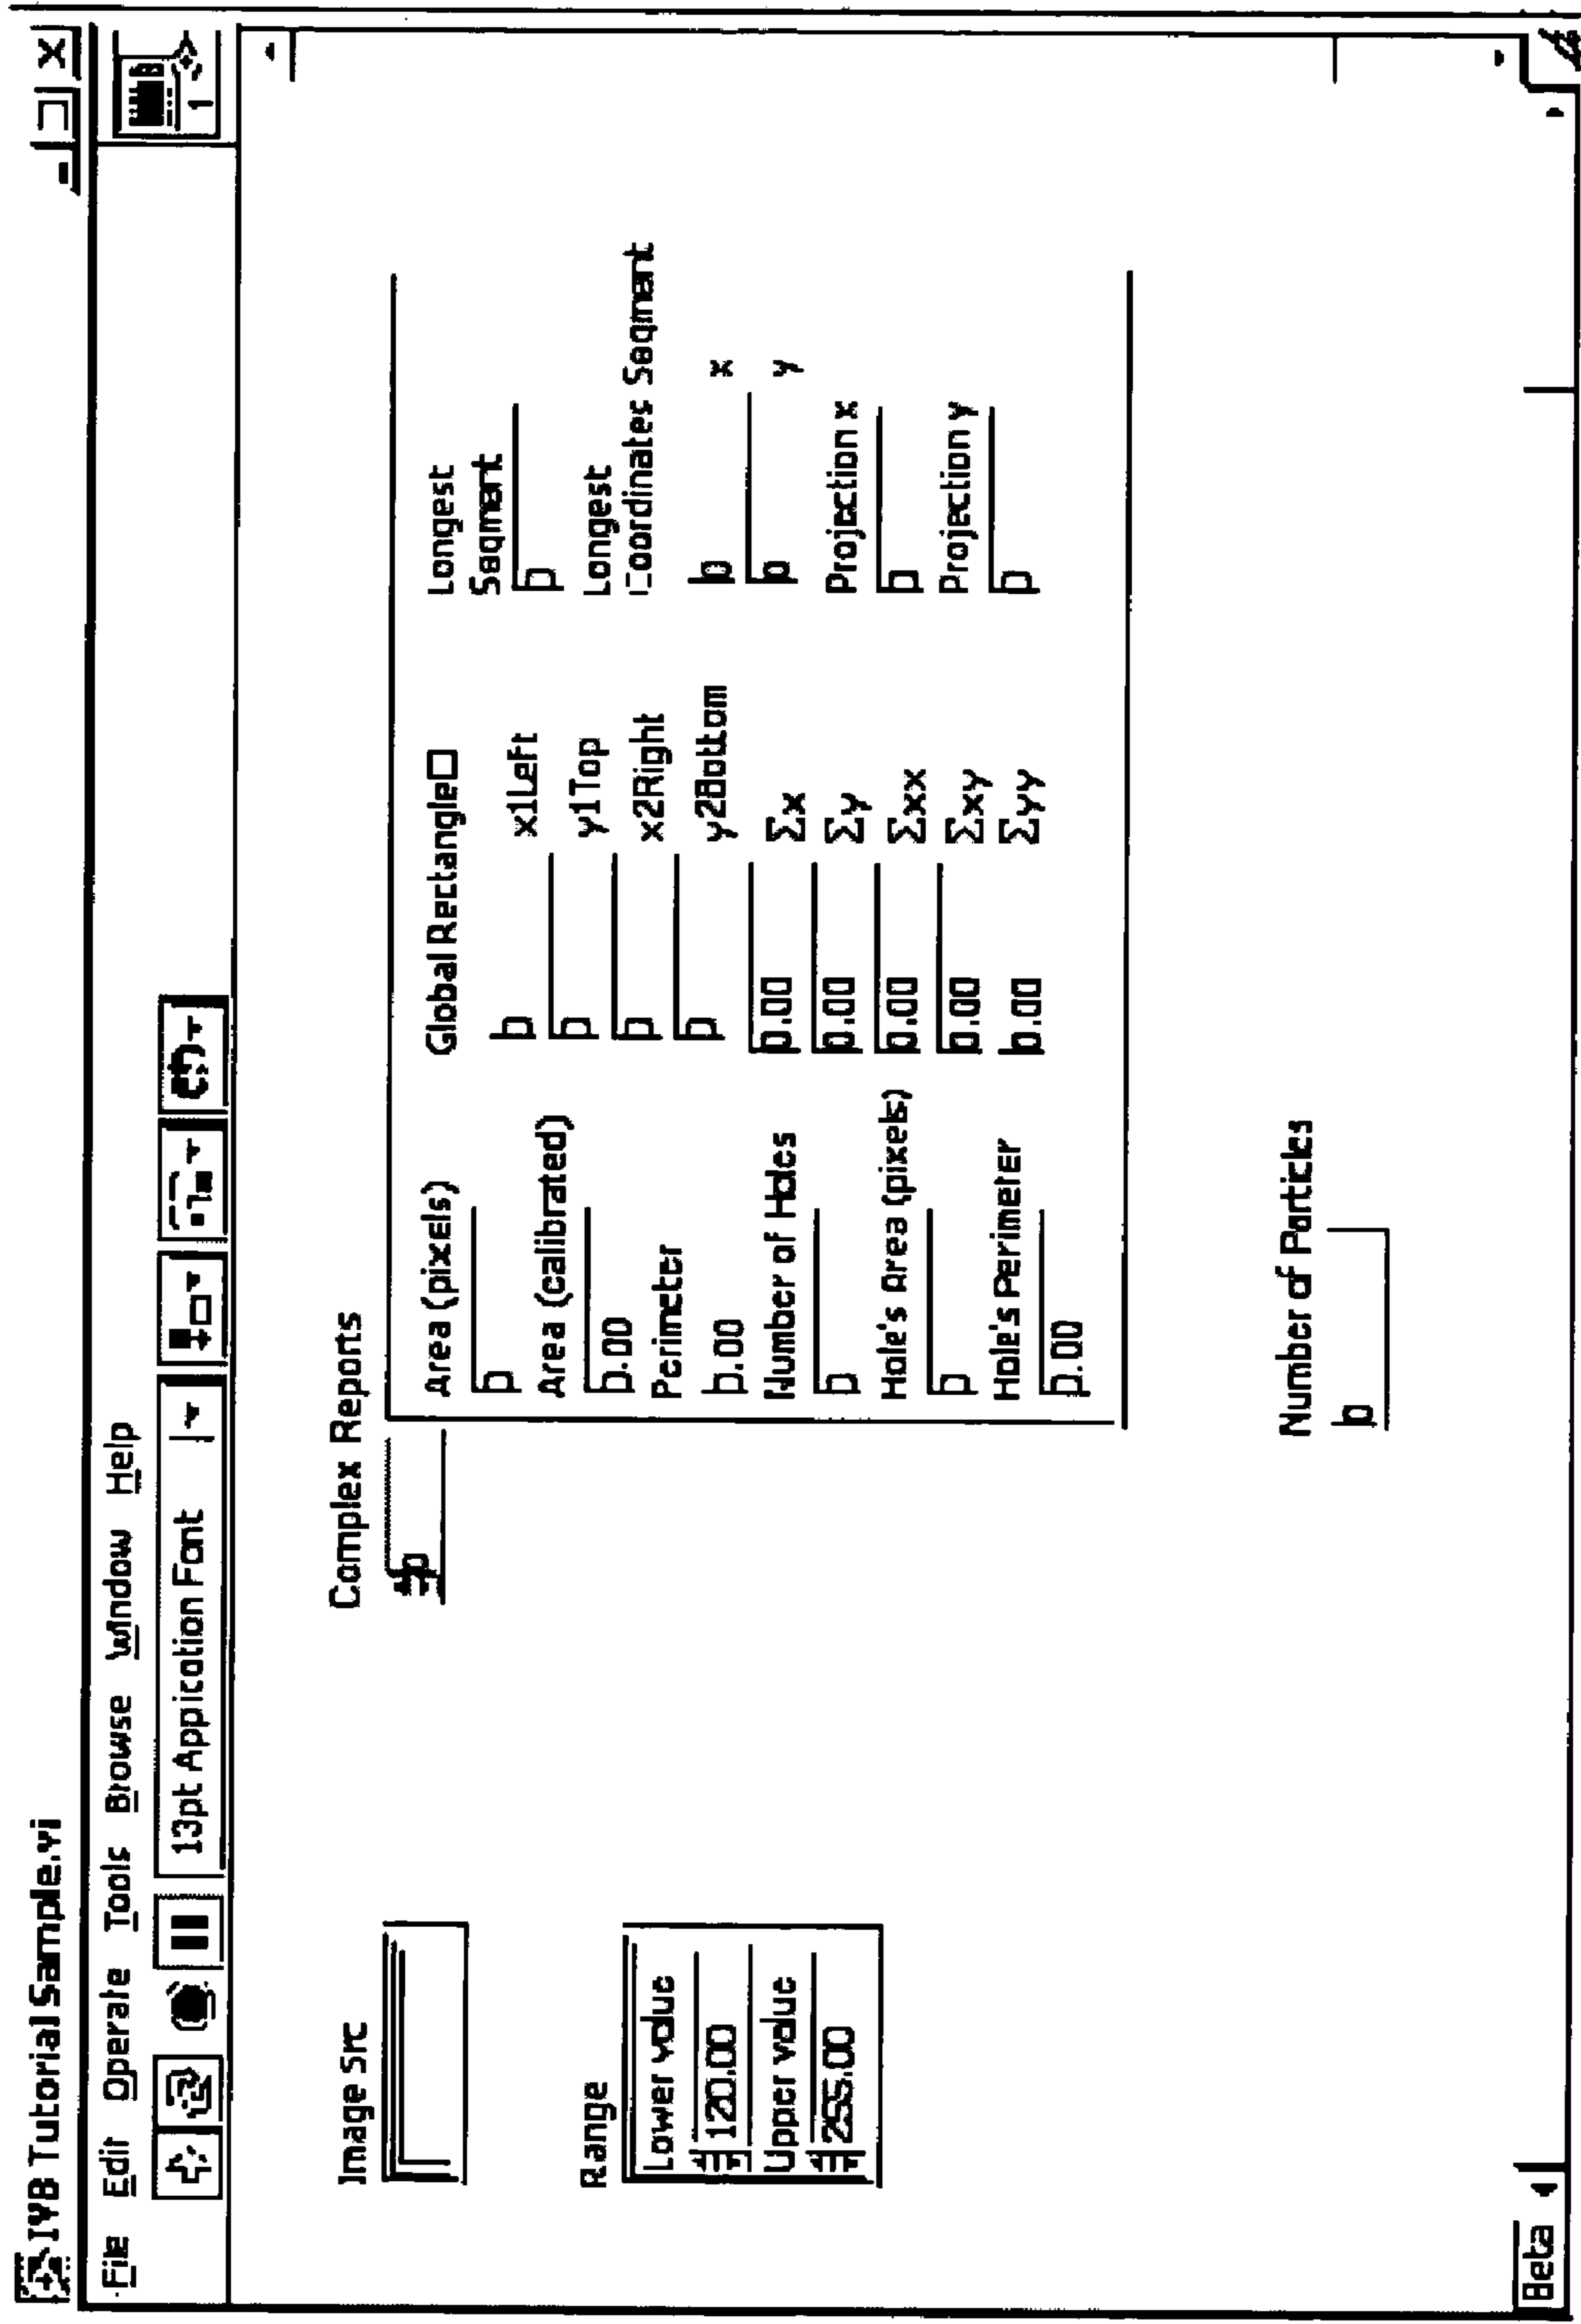 IVB Tutorial Sample.vi
File Edit Operate Tools Browse Window Help
13pt Appication Font
1
Image Src
Range
Lower value
120.00
Upper value
255.00
Complex Reports
0
Area (pixels)
0
Area (calibrated)
0.00
Perimeter
0.00
Number of Holes
0
Hole's Area (pixels)
0
Hole's Perimeter
0.00
Global Rectangle
0 x1Left
0 y1Top
0 x2Right
0 y2Bottom
0.00 Σx
0.00 Σy
0.00 Σxx
0.00 Σxy
0.00 Σyy
Longest
Segment
0
Longest
Coordinates Segment
0 x
0 y
Projection x
0
Projection y
0
Number of Particles
0
Beta